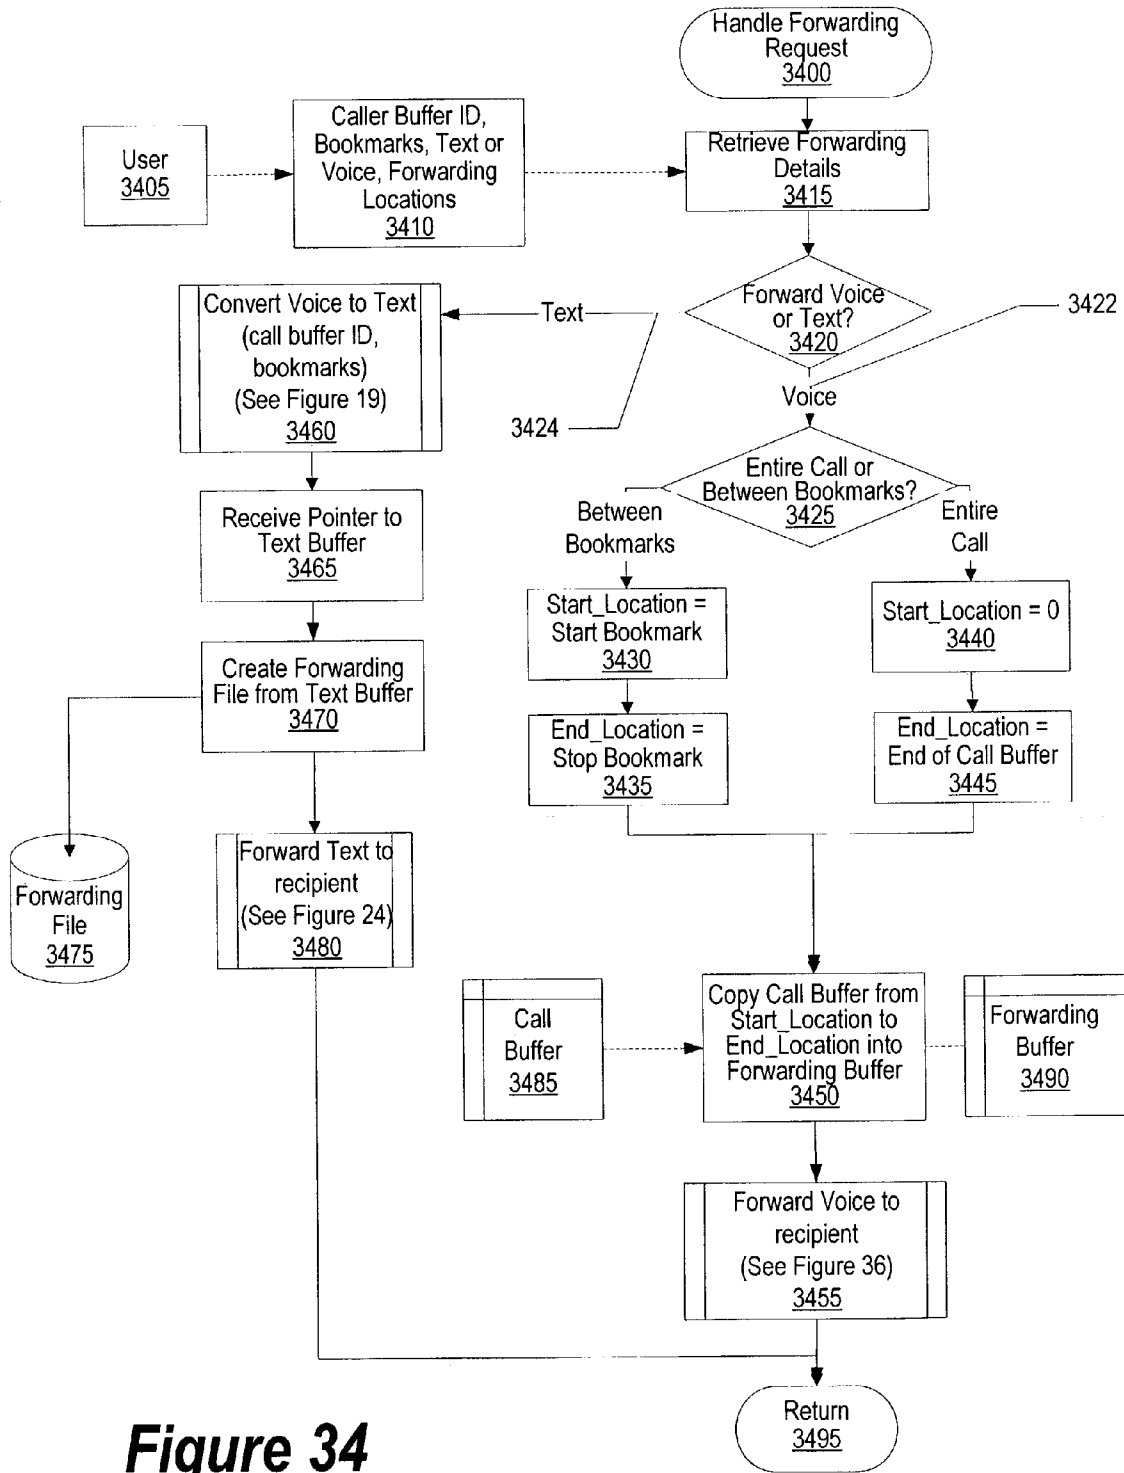 Handle Forwarding
Request
3400
User
3405
Caller Buffer ID,
Bookmarks, Text or
Voice, Forwarding
Locations
3410
Retrieve Forwarding
Details
3415
Forward Voice
or Text?
3420
3422
Text
3424
Voice
Convert Voice to Text
(call buffer ID,
bookmarks)
(See Figure 19)
3460
Entire Call or
Between Bookmarks?
3425
Between
Bookmarks
Entire
Call
Receive Pointer to
Text Buffer
3465
Start_Location =
Start Bookmark
3430
Start_Location = 0
3440
Create Forwarding
File from Text Buffer
3470
End_Location =
Stop Bookmark
3435
End_Location =
End of Call Buffer
3445
Forwarding
File
3475
Forward Text to
recipient
(See Figure 24)
3480
Call
Buffer
3485
Copy Call Buffer from
Start_Location to
End_Location into
Forwarding Buffer
3450
Forwarding
Buffer
3490
Forward Voice to
recipient
(See Figure 36)
3455
Return
3495
Figure 34